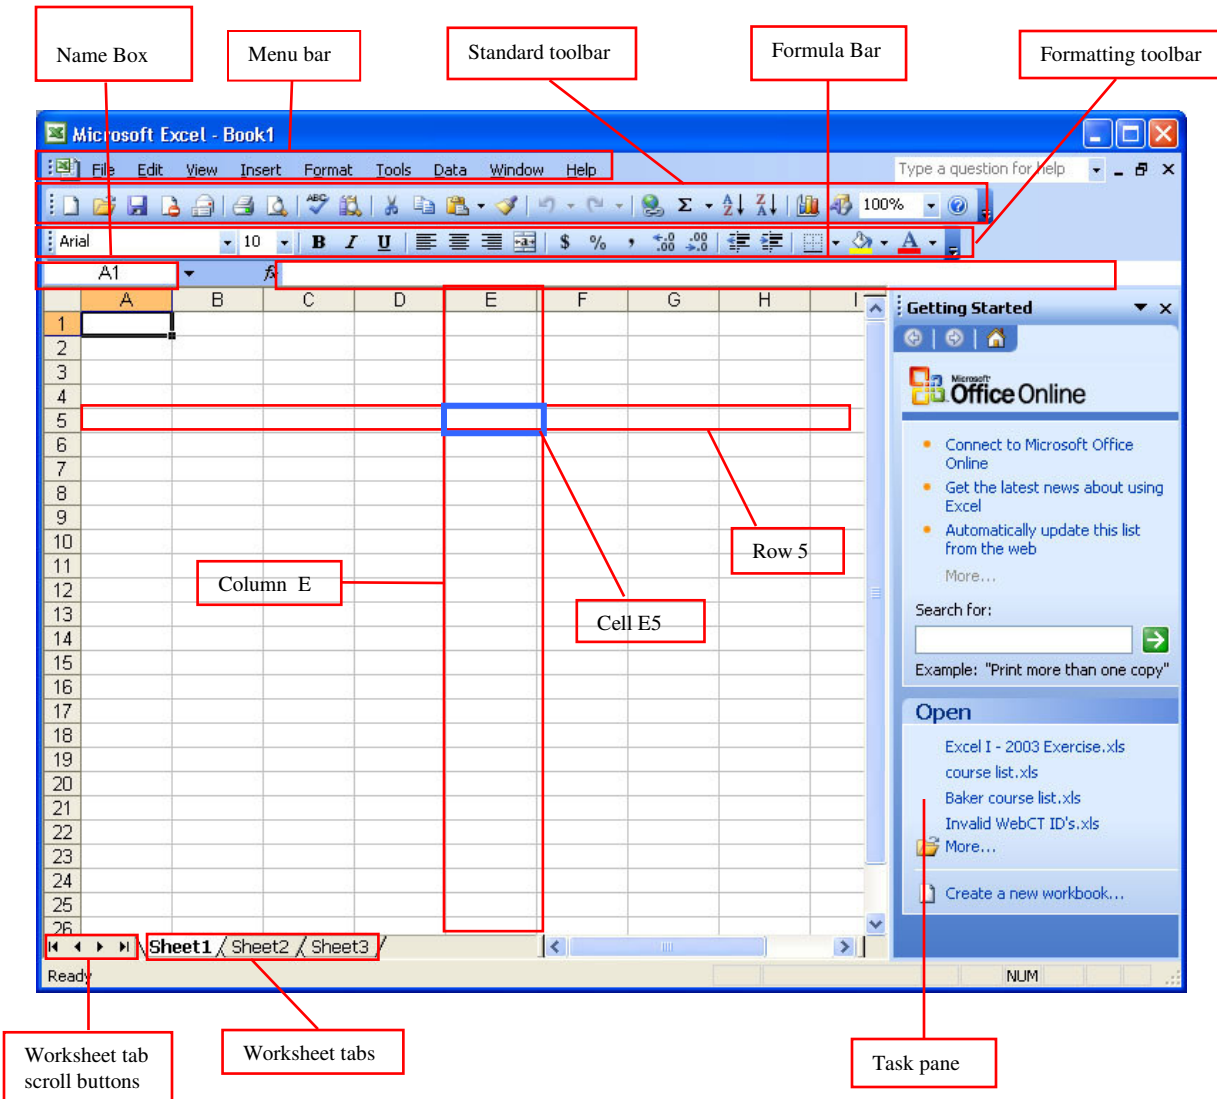 Name Box
Menu bar
Standard toolbar
Formula Bar
Formatting toolbar
Microsoft Excel - Book1
File Edit View Insert Format Tools Data Window Help
Type a question for help
ABC
Σ
A
Z
Z
A
100%
Arial
10
B I U
a
$ % ,
.0 .00
.00 .0
A
A1
fx
A B C D E F G H I
1
2
3
4
5
6
7
8
9
10
11
12
13
14
15
16
17
18
19
20
21
22
23
24
25
26
Getting Started
Microsoft
Office Online
Connect to Microsoft Office
Online
Get the latest news about using
Excel
Automatically update this list
from the web
More...
Search for:
Example: "Print more than one copy"
Open
Excel I - 2003 Exercise.xls
course list.xls
Baker course list.xls
Invalid WebCT ID's.xls
More...
Create a new workbook...
Row 5
Column E
Cell E5
Sheet1 Sheet2 Sheet3
Ready
NUM
Worksheet tab
scroll buttons
Worksheet tabs
Task pane